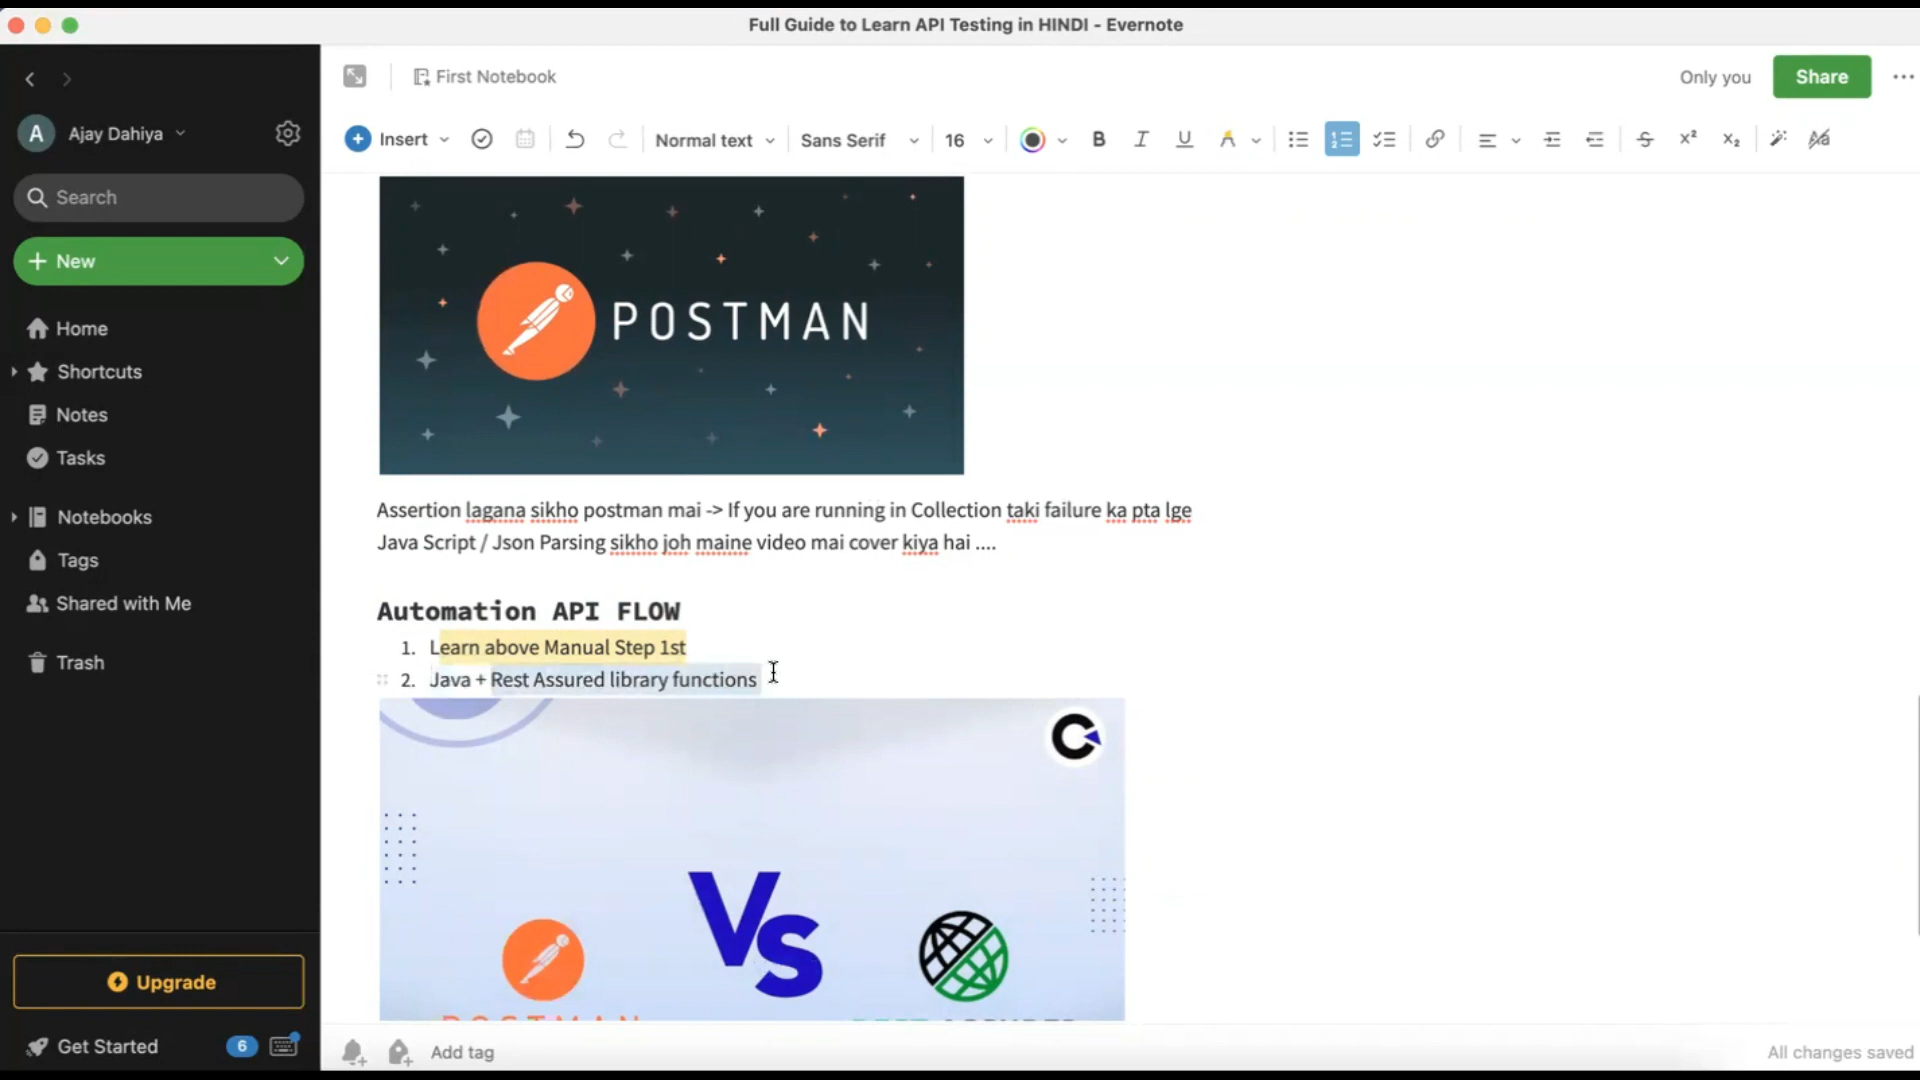 Full Guide to Learn API Testing in HINDI - Evernote
First Notebook
Only you
Share
A
Ajay Dahiya
Insert
Normal text
Sans Serif
16
B
I
U
Search
New
Home
Shortcuts
Notes
Tasks
Notebooks
Tags
Shared with Me
Trash
Upgrade
Get Started
6
POSTMAN
Assertion lagana sikho postman mai -> If you are running in Collection taki failure ka pta lge
Java Script / Json Parsing sikho joh maine video mai cover kiya hai ....
Automation API FLOW
1. Learn above Manual Step 1st
2. Java + Rest Assured library functions
Vs
Add tag
All changes saved